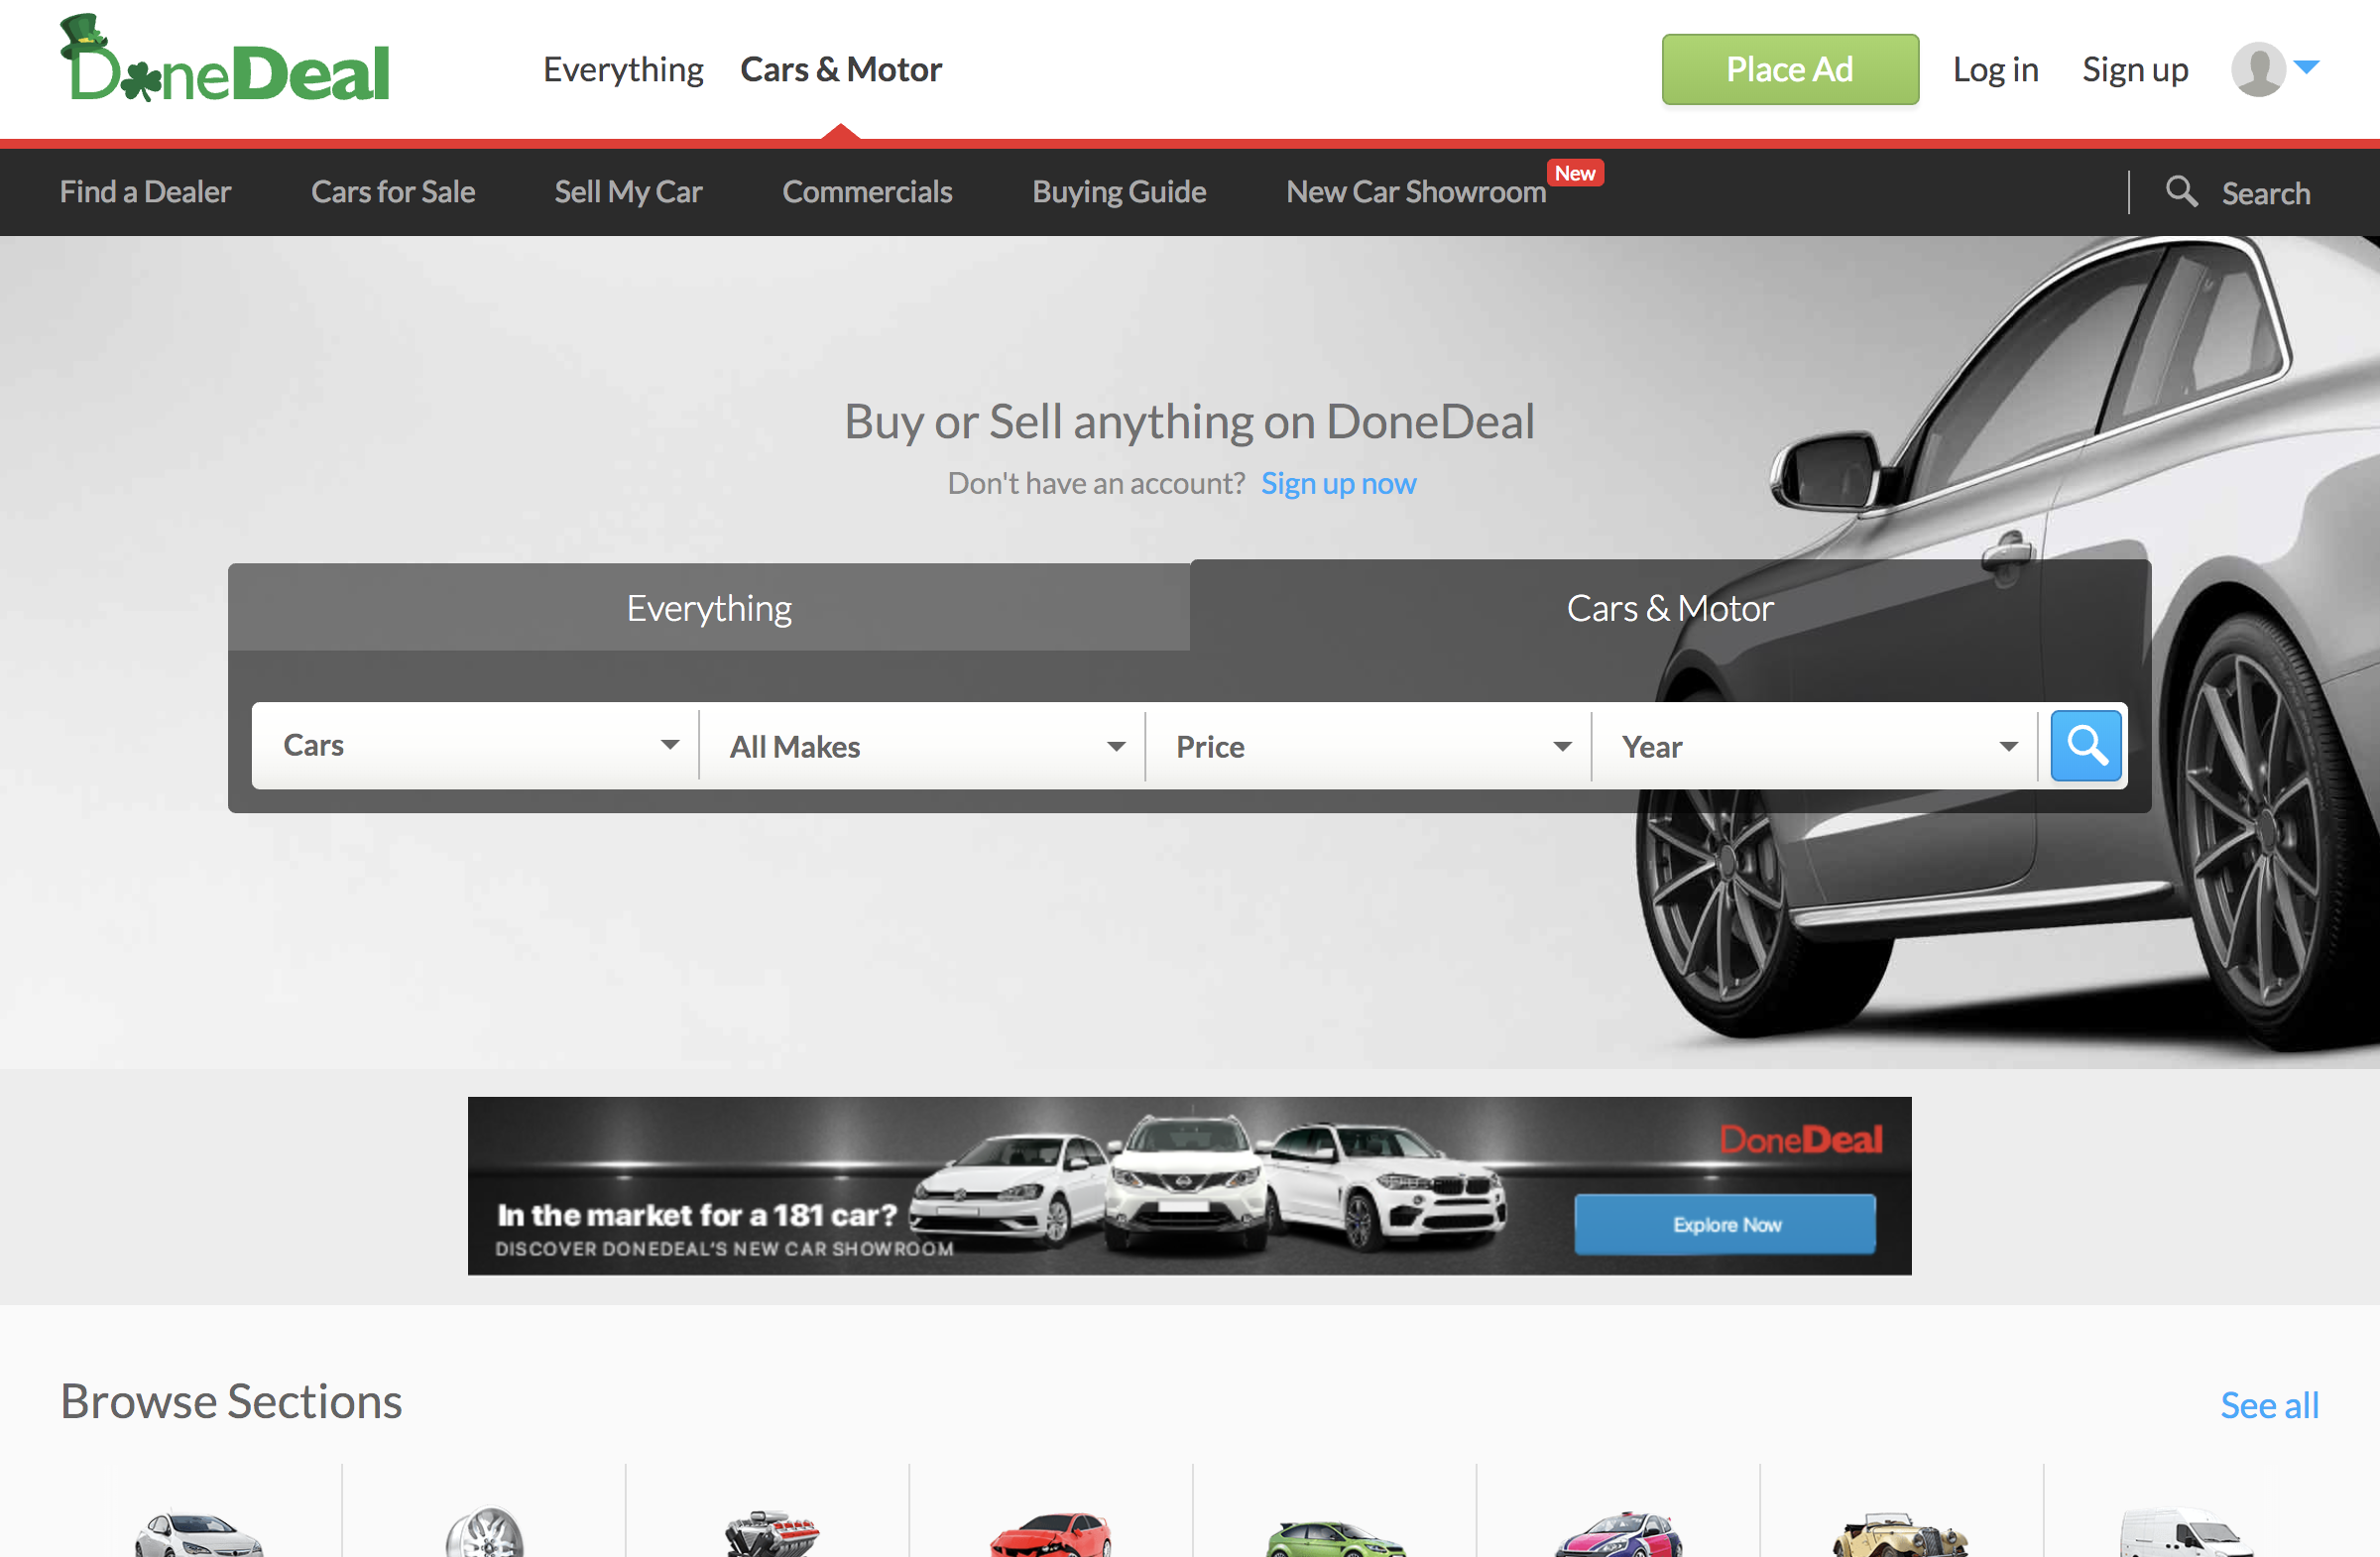 DoneDeal
Everything Cars & Motor
Place Ad Log in Sign up
Find a Dealer Cars for Sale Sell My Car Commercials Buying Guide New Car Showroom New
Search
Buy or Sell anything on DoneDeal
Don't have an account? Sign up now
Everything Cars & Motor
Cars All Makes Price Year
DoneDeal
In the market for a 181 car?
DISCOVER DONEDEAL'S NEW CAR SHOWROOM
Explore Now
Browse Sections See all